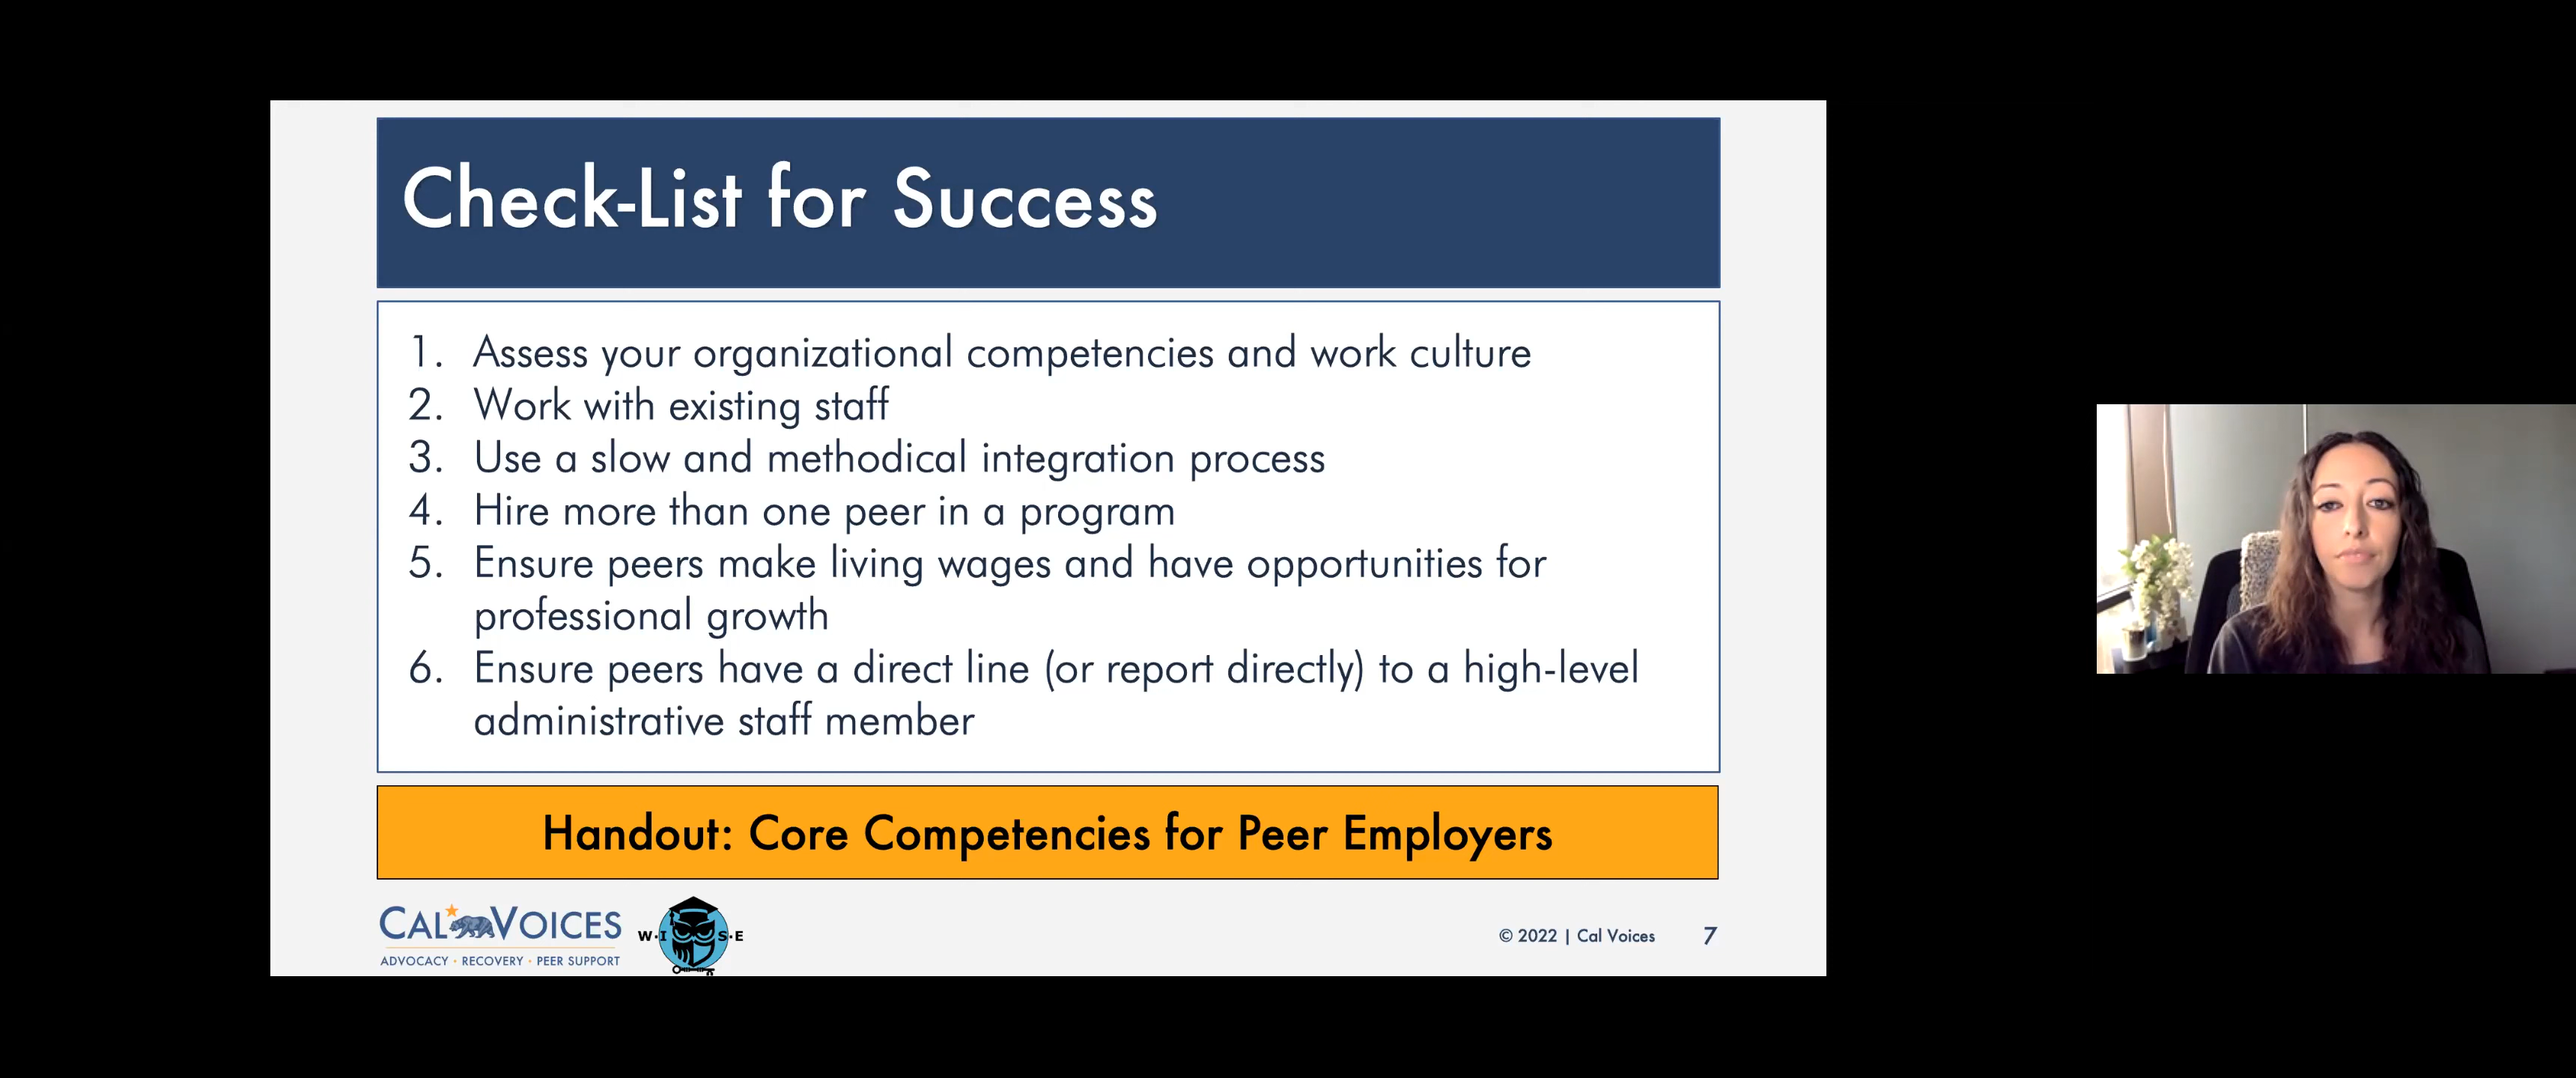 Check-List for Success
1. Assess your organizational competencies and work culture
2. Work with existing staff
3. Use a slow and methodical integration process
4. Hire more than one peer in a program
5. Ensure peers make living wages and have opportunities for
professional growth
6. Ensure peers have a direct line (or report directly) to a high-level
administrative staff member
Handout: Core Competencies for Peer Employers
CAL VOICES
ADVOCACY • RECOVERY • PEER SUPPORT
W·I S·E
© 2022 | Cal Voices 7